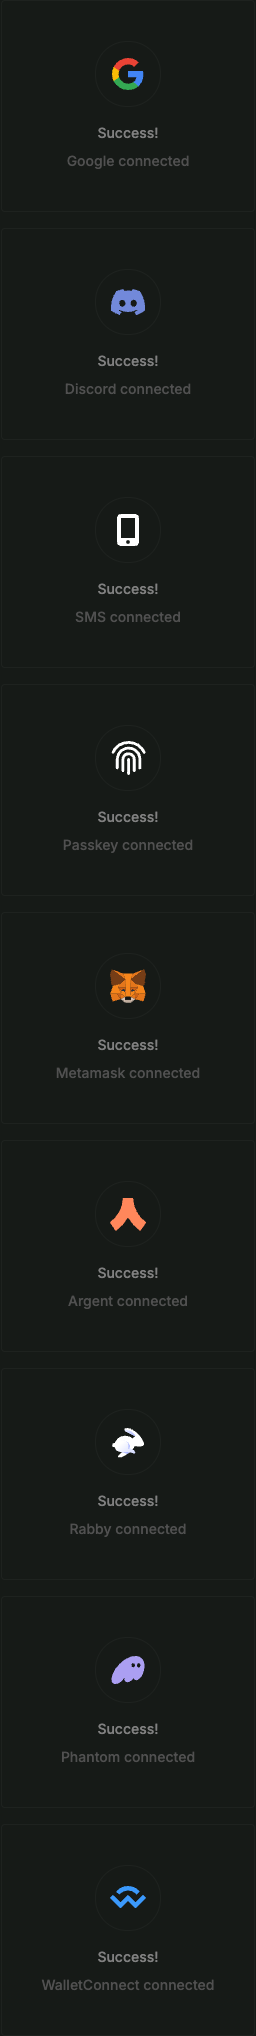 Success!
Google connected
Success!
Discord connected
Success!
SMS connected
Success!
Passkey connected
Success!
Metamask connected
Success!
Argent connected
Success!
Rabby connected
Success!
Phantom connected
Success!
WalletConnect connected